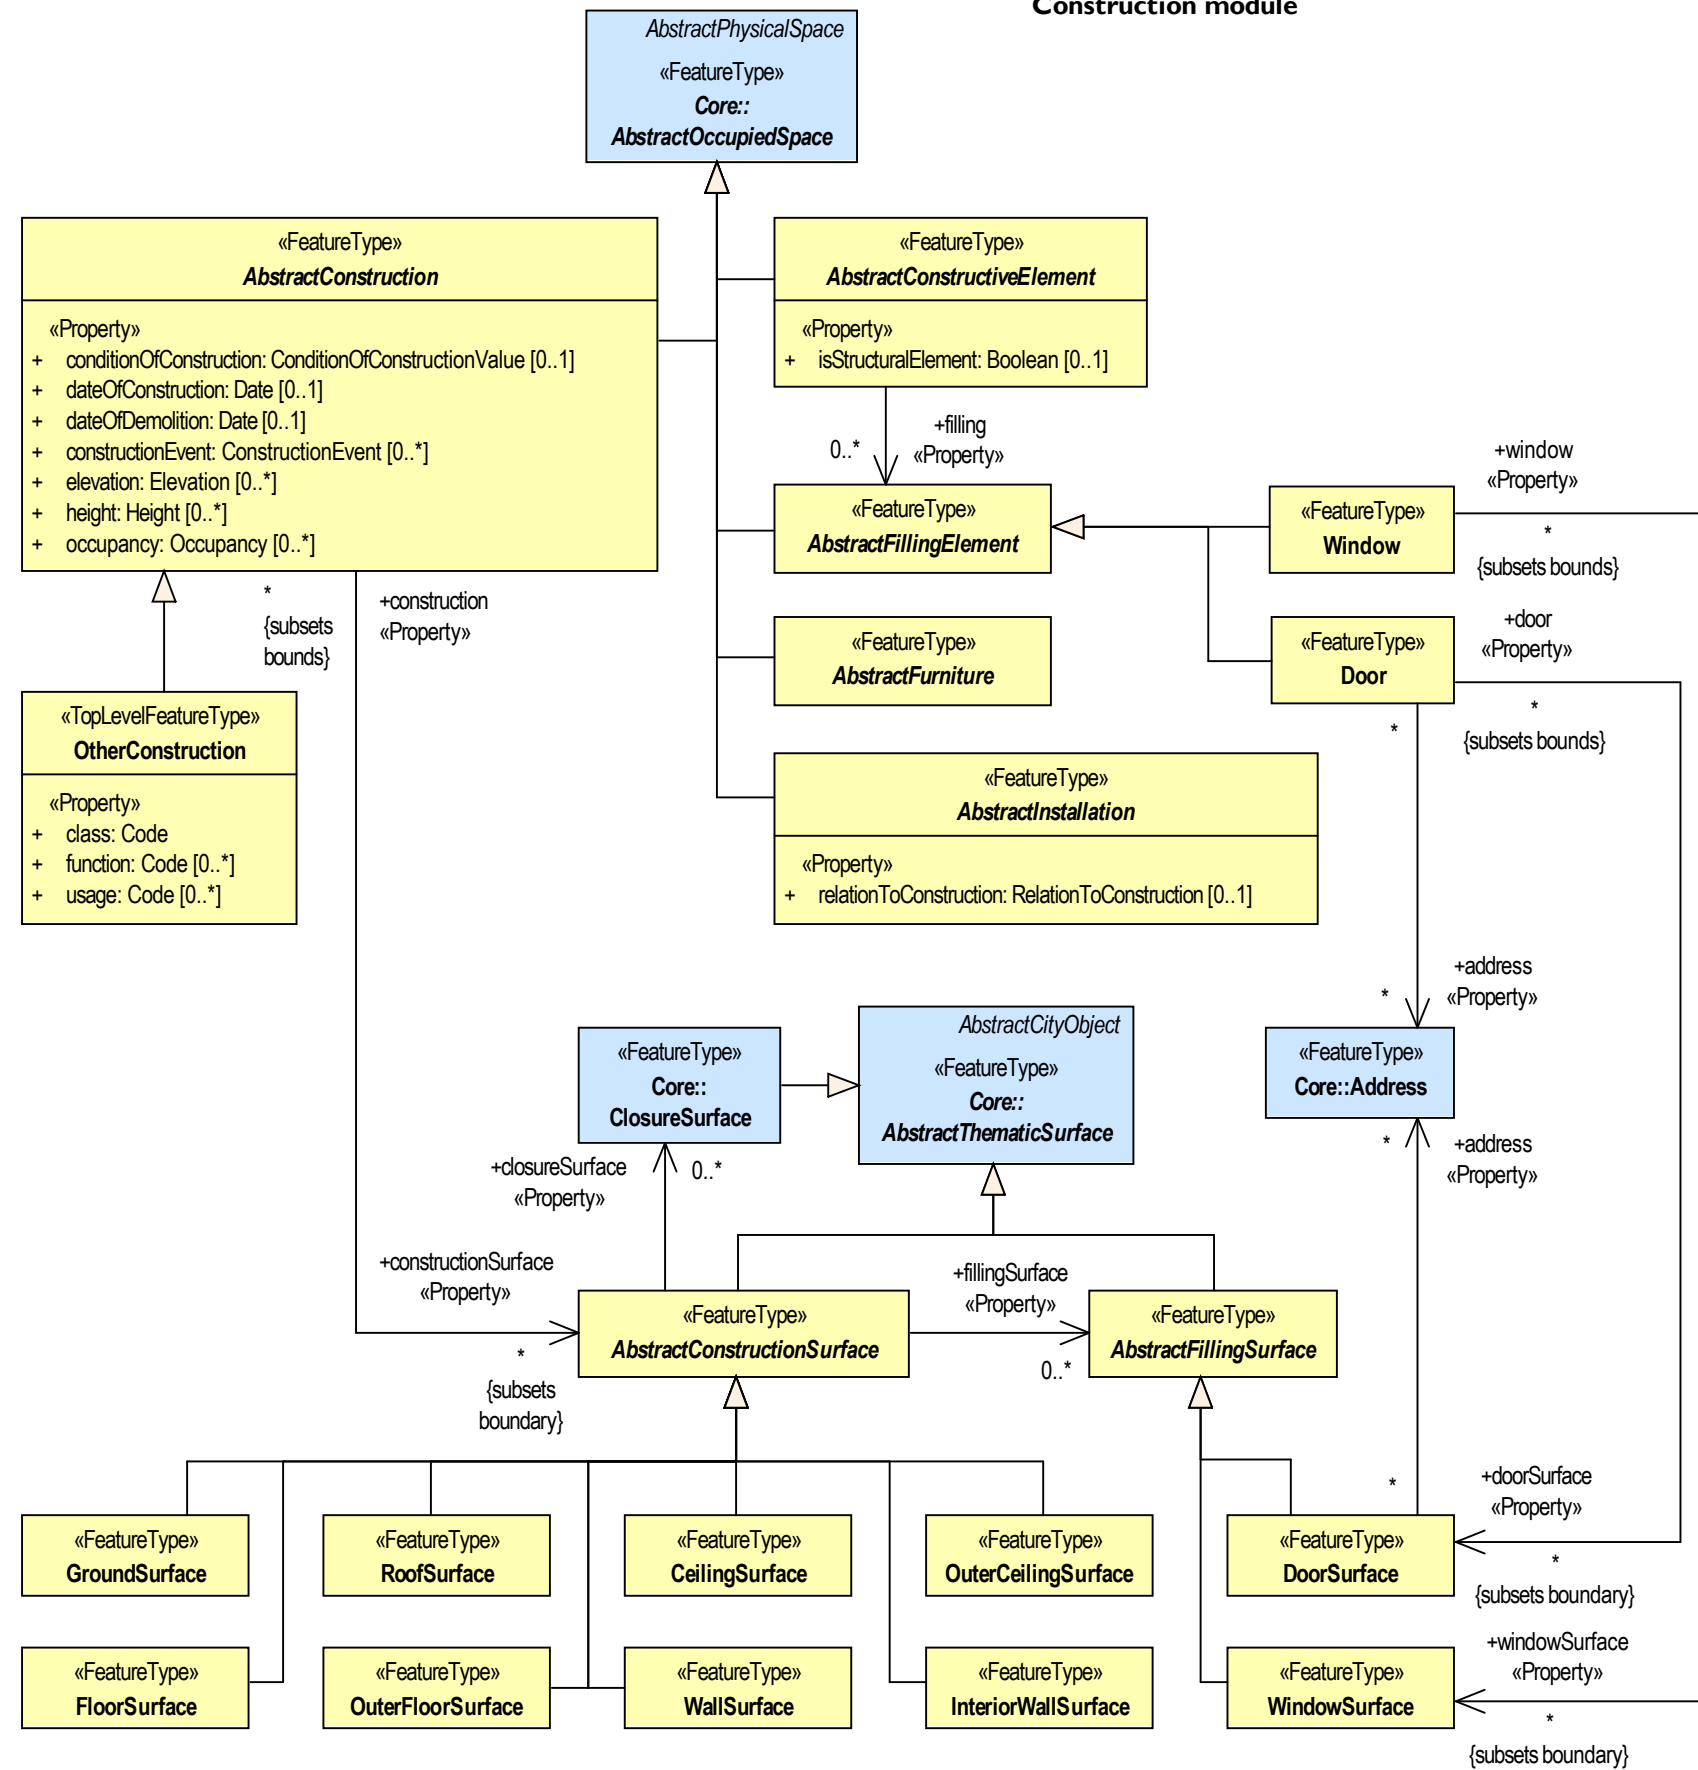 Construction module
AbstractPhysicalSpace
«FeatureType»
Core::
AbstractOccupiedSpace
«FeatureType»
AbstractConstruction
«Property»
+ conditionOfConstruction: ConditionOfConstructionValue [0..1]
+ dateOfConstruction: Date [0..1]
+ dateOfDemolition: Date [0..1]
+ constructionEvent: ConstructionEvent [0..*]
+ elevation: Elevation [0..*]
+ height: Height [0..*]
+ occupancy: Occupancy [0..*]
«FeatureType»
AbstractConstructiveElement
«Property»
+ isStructuralElement: Boolean [0..1]
+filling
«Property»
0..*
«FeatureType»
AbstractFillingElement
«FeatureType»
Window
+window
«Property»
*
{subsets bounds}
«FeatureType»
Door
+door
«Property»
*
{subsets bounds}
*
*
{subsets
bounds}
+construction
«Property»
«FeatureType»
AbstractFurniture
«TopLevelFeatureType»
OtherConstruction
«Property»
+ class: Code
+ function: Code [0..*]
+ usage: Code [0..*]
«FeatureType»
AbstractInstallation
«Property»
+ relationToConstruction: RelationToConstruction [0..1]
+address
«Property»
*
«FeatureType»
Core::
ClosureSurface
AbstractCityObject
«FeatureType»
Core::
AbstractThematicSurface
«FeatureType»
Core::Address
*
+address
«Property»
+closureSurface
«Property»
0..*
+constructionSurface
«Property»
*
{subsets
boundary}
«FeatureType»
AbstractConstructionSurface
+fillingSurface
«Property»
0..*
«FeatureType»
AbstractFillingSurface
*
+doorSurface
«Property»
*
{subsets boundary}
«FeatureType»
GroundSurface
«FeatureType»
RoofSurface
«FeatureType»
CeilingSurface
«FeatureType»
OuterCeilingSurface
«FeatureType»
DoorSurface
«FeatureType»
FloorSurface
«FeatureType»
OuterFloorSurface
«FeatureType»
WallSurface
«FeatureType»
InteriorWallSurface
«FeatureType»
WindowSurface
+windowSurface
«Property»
*
{subsets boundary}